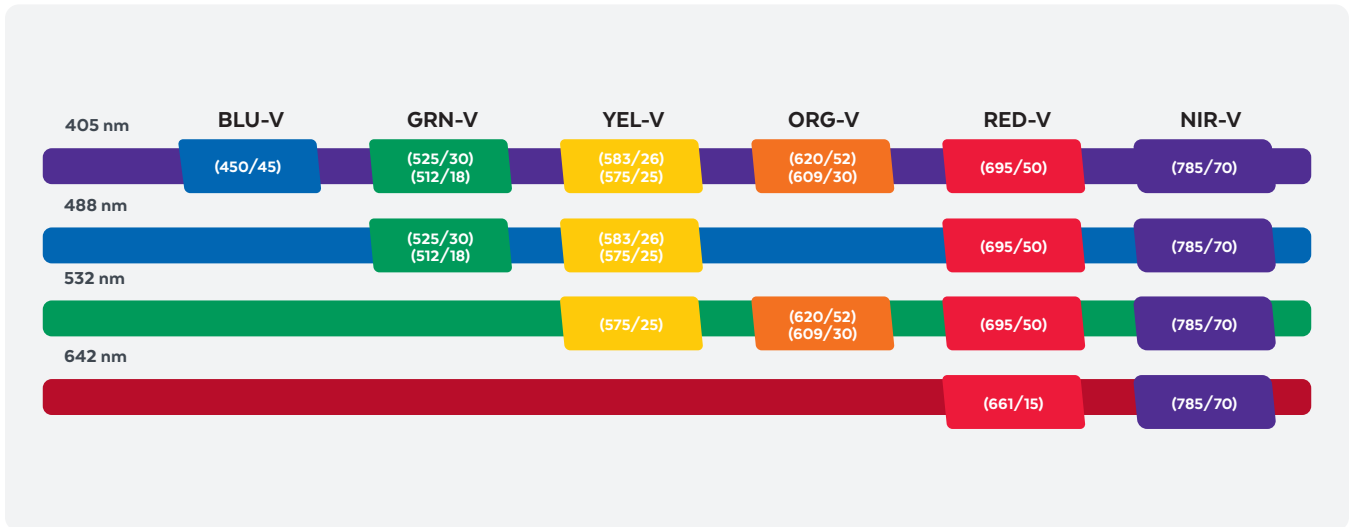 BLU-V GRN-V YEL-V ORG-V RED-V NIR-V
405 nm
(450/45) (525/30) (583/26) (620/52) (695/50) (785/70)
(512/18) (575/25) (609/30)
488 nm
(525/30) (583/26) (695/50) (785/70)
(512/18) (575/25)
532 nm
(575/25) (620/52) (695/50) (785/70)
(609/30)
642 nm
(661/15) (785/70)